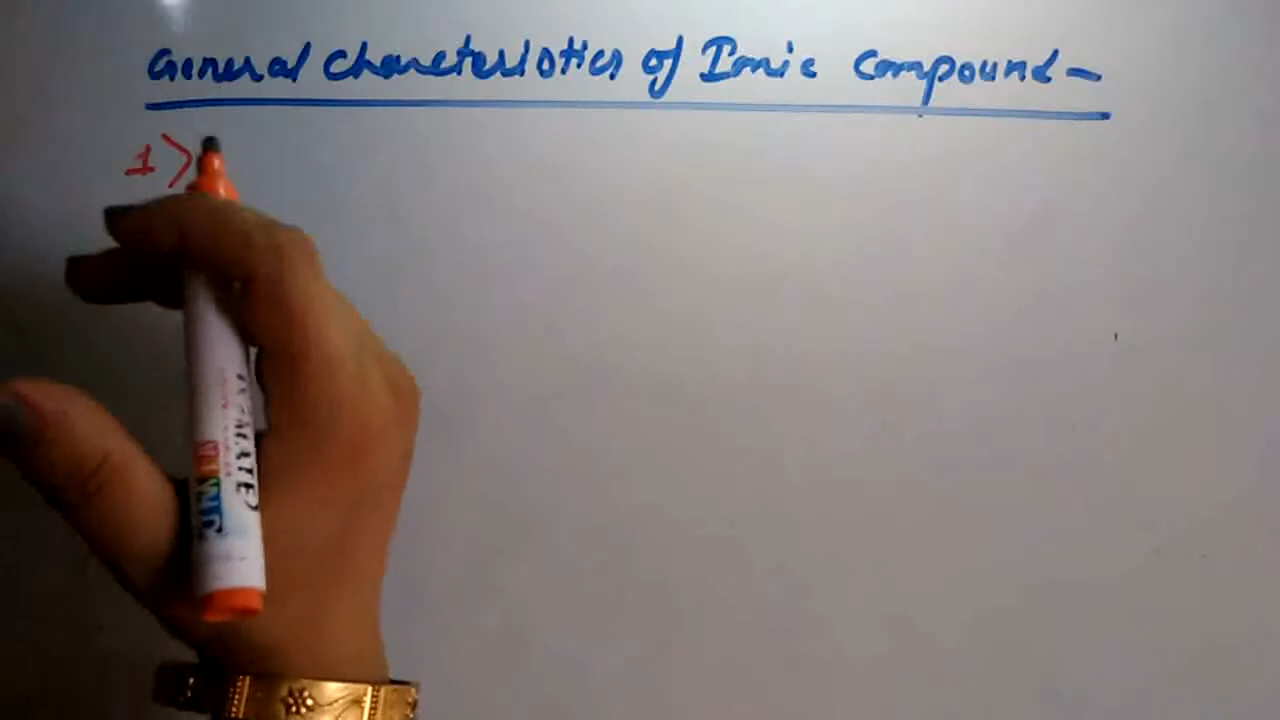 General Characteristics of Ionic Compound -
1>